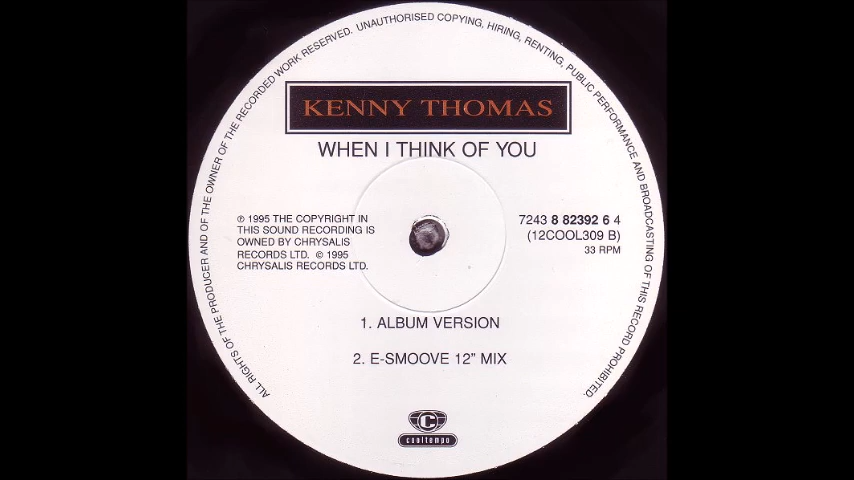 ALL RIGHTS OF THE PRODUCER AND OF THE OWNER OF THE RECORDED WORK RESERVED. UNAUTHORISED COPYING, HIRING, RENTING, PUBLIC PERFORMANCE AND BROADCASTING OF THIS RECORD PROHIBITED.
KENNY THOMAS
WHEN I THINK OF YOU
℗ 1995 THE COPYRIGHT IN
THIS SOUND RECORDING IS
OWNED BY CHRYSALIS
RECORDS LTD. © 1995
CHRYSALIS RECORDS LTD.
7243 8 82392 6 4
(12COOL309 B)
33 RPM
1. ALBUM VERSION
2. E-SMOOVE 12” MIX
C
cooltempo